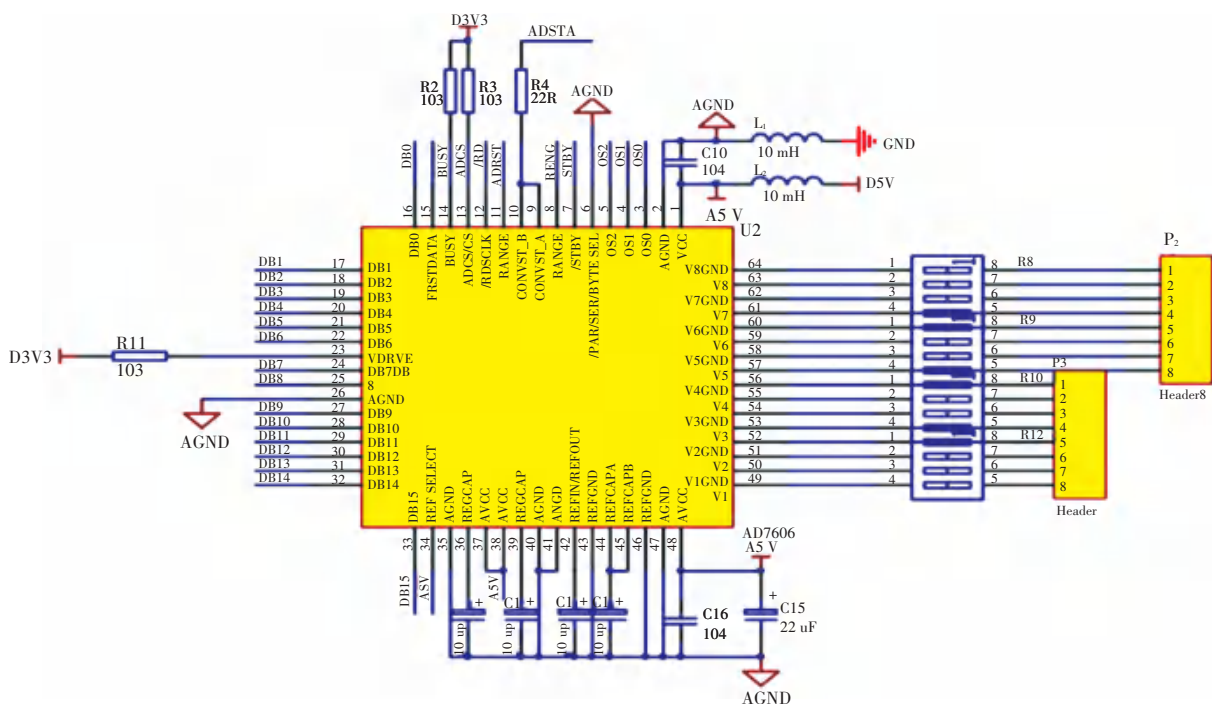 D3V3
ADSTA
R2
103
R3
103
R4
22R
AGND
AGND
L1
10 mH
GND
C10
104
L2
10 mH
D5V
A5 V
U2
DB0
BUSY
ADCS
/RD
ADRST
RENG
STBY
OS2
OS1
OS0
16
15
14
13
12
11
10
9
8
7
6
5
4
3
2
1
DB0
FRSTDATA
BUSY
ADCS/CS
/RDSCLK
RANGE
CONVST_B
CONVST_A
RANGE
/STBY
/PAR/SER/BYTE SEL
OS2
OS1
OS0
AGND
VCC
DB1 17 DB1
DB2 18 DB2
DB3 19 DB3
DB4 20 DB4
DB5 21 DB5
DB6 22 DB6
D3V3 R11 103 23 VDRVE
DB7 24 DB7DB
DB8 25 8
26 AGND
AGND
DB9 27 DB9
DB10 28 DB10
DB11 29 DB11
DB12 30 DB12
DB13 31 DB13
DB14 32 DB14
V8GND 64 1 8 R8
V8 63 2 7
V7GND 62 3 6
V7 61 4 5
V6GND 60 1 8 R9
V6 59 2 7
V5GND 58 3 6
V5 57 4 5
V4GND 56 1 8 R10
V4 55 2 7
V3GND 54 3 6
V3 53 4 5
V2GND 52 1 8 R12
V2 51 2 7
V1GND 50 3 6
V1 49 4 5
P2
1
2
3
4
5
6
7
8
Header8
P3
1
2
3
4
5
6
7
8
Header
DB15
REF SELECT
AGND
REGCAP
AVCC
AVCC
REGCAP
AGND
ANGD
REFIN/REFOUT
REFGND
REFCAPA
REFCAPB
REFGND
AGND
AVCC
33
34
35
36
37
38
39
40
41
42
43
44
45
46
47
48
AD7606
A5 V
DB15
ASV
A5V
+
10 up
C1 +
10 up
C1 +
10 up
C1 +
10 up
C16
104
+
C15
22 uF
AGND